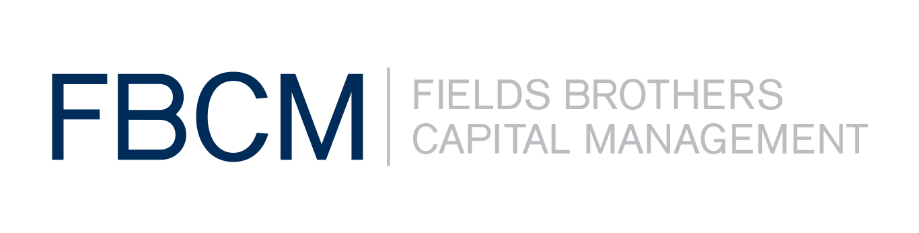 FBCM
FIELDS BROTHERS
CAPITAL MANAGEMENT